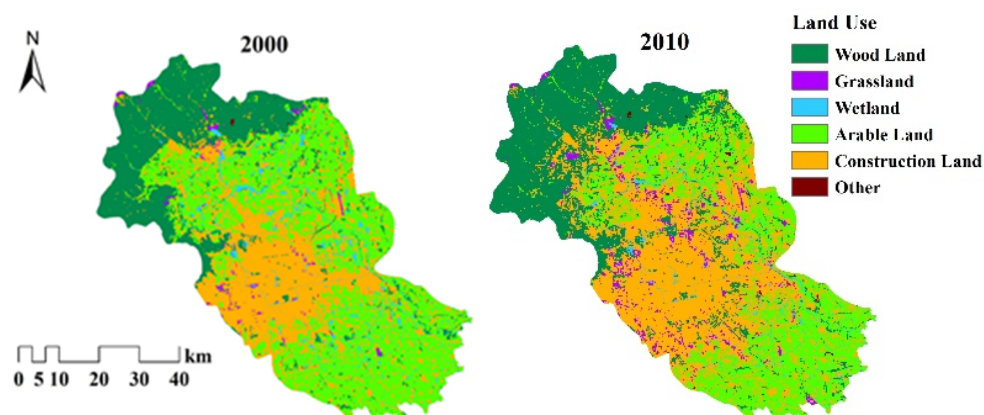 N
2000
2010
Land Use
Wood Land
Grassland
Wetland
Arable Land
Construction Land
Other
km
0 5 10 20 30 40